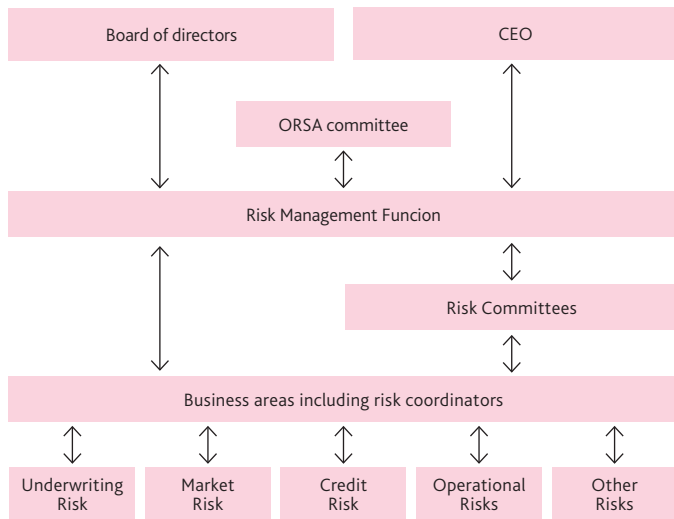 Board of directors
CEO
ORSA committee
Risk Management Funcion
Risk Committees
Business areas including risk coordinators
Underwriting
Risk
Market
Risk
Credit
Risk
Operational
Risks
Other
Risks